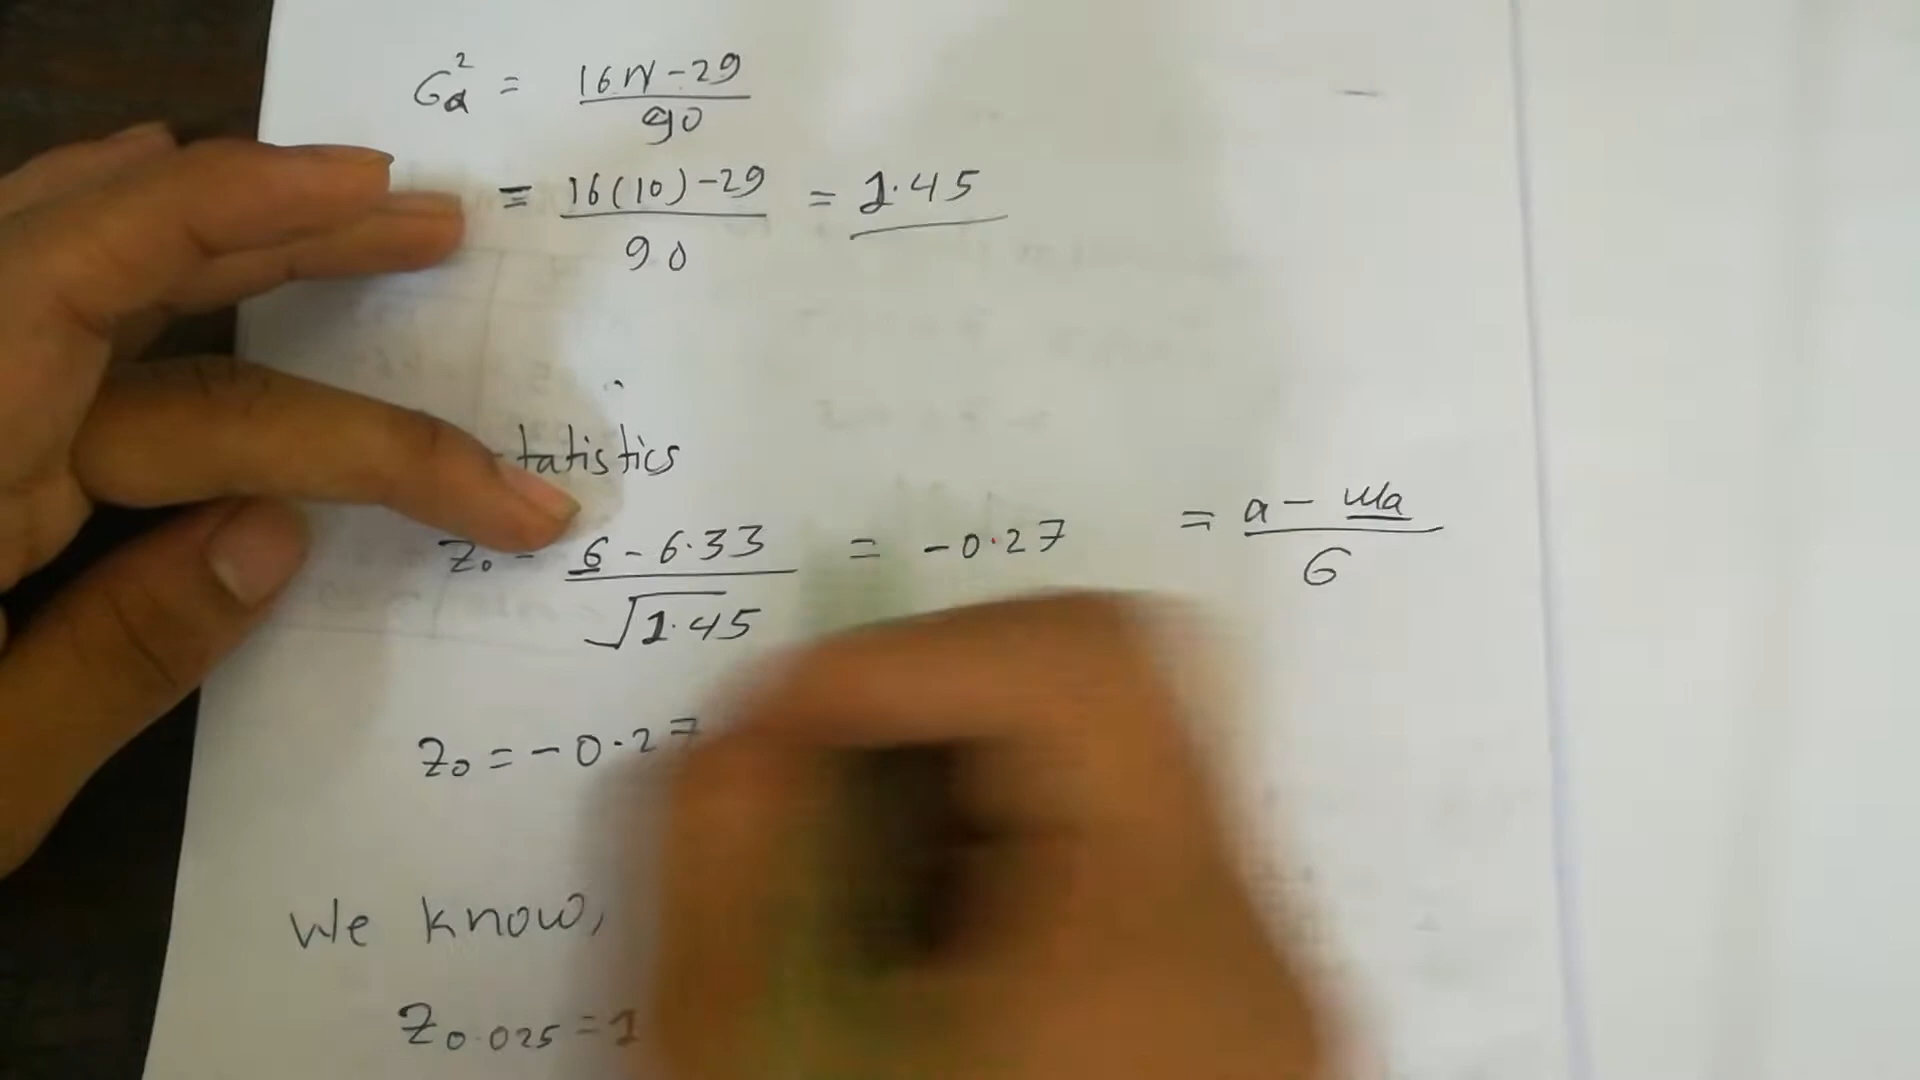 σa² = 16N - 29 / 90
= 16(10) - 29 / 90 = 1.45
tatistics
Z₀ = 6 - 6.33 / √1.45 = -0.27 = a - μa / σ
Z₀ = -0.27
We know,
Z0.025 = 1